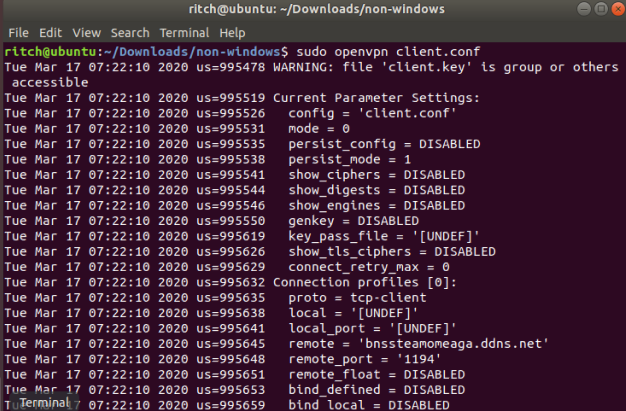 ritch@ubuntu: ~/Downloads/non-windows
File Edit View Search Terminal Help
ritch@ubuntu:~/Downloads/non-windows$ sudo openvpn client.conf
Tue Mar 17 07:22:10 2020 us=995478 WARNING: file 'client.key' is group or others
 accessible
Tue Mar 17 07:22:10 2020 us=995519 Current Parameter Settings:
Tue Mar 17 07:22:10 2020 us=995526   config = 'client.conf'
Tue Mar 17 07:22:10 2020 us=995531   mode = 0
Tue Mar 17 07:22:10 2020 us=995535   persist_config = DISABLED
Tue Mar 17 07:22:10 2020 us=995538   persist_mode = 1
Tue Mar 17 07:22:10 2020 us=995541   show_ciphers = DISABLED
Tue Mar 17 07:22:10 2020 us=995544   show_digests = DISABLED
Tue Mar 17 07:22:10 2020 us=995546   show_engines = DISABLED
Tue Mar 17 07:22:10 2020 us=995550   genkey = DISABLED
Tue Mar 17 07:22:10 2020 us=995619   key_pass_file = '[UNDEF]'
Tue Mar 17 07:22:10 2020 us=995626   show_tls_ciphers = DISABLED
Tue Mar 17 07:22:10 2020 us=995629   connect_retry_max = 0
Tue Mar 17 07:22:10 2020 us=995632 Connection profiles [0]:
Tue Mar 17 07:22:10 2020 us=995635   proto = tcp-client
Tue Mar 17 07:22:10 2020 us=995638   local = '[UNDEF]'
Tue Mar 17 07:22:10 2020 us=995641   local_port = '[UNDEF]'
Tue Mar 17 07:22:10 2020 us=995645   remote = 'bnssteamomeaga.ddns.net'
Tue Mar 17 07:22:10 2020 us=995648   remote_port = '1194'
Tue Mar 17 07:22:10 2020 us=995651   remote_float = DISABLED
Tue Mar 17 07:22:10 2020 us=995653   bind_defined = DISABLED
Terminal 17 07:22:10 2020 us=995659   bind_local = DISABLED